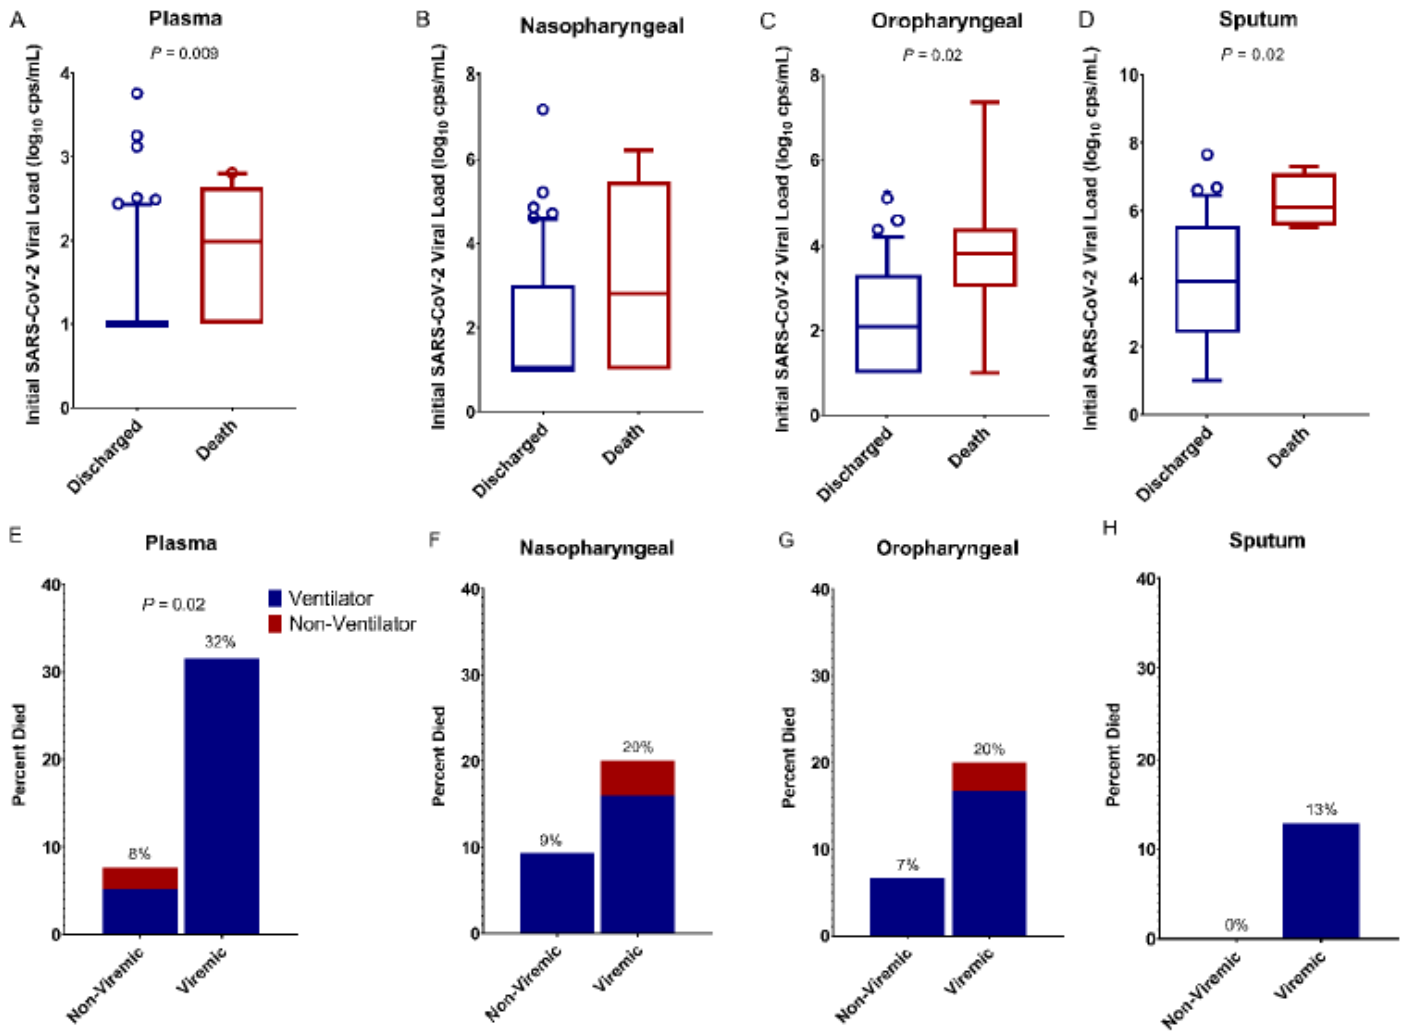 A
Plasma
P = 0.009
Initial SARS-CoV-2 Viral Load (log10 cps/mL)
4
3
2
1
0
Discharged
Death
B
Nasopharyngeal
Initial SARS-CoV-2 Viral Load (log10 cps/mL)
8
6
4
2
0
Discharged
Death
C
Oropharyngeal
P = 0.02
Initial SARS-CoV-2 Viral Load (log10 cps/mL)
8
6
4
2
0
Discharged
Death
D
Sputum
P = 0.02
Initial SARS-CoV-2 Viral Load (log10 cps/mL)
10
8
6
4
2
0
Discharged
Death
E
Plasma
P = 0.02
Ventilator
Non-Ventilator
Percent Died
40
30
20
10
0
8%
32%
Non-Viremic
Viremic
F
Nasopharyngeal
Percent Died
40
30
20
10
0
9%
20%
Non-Viremic
Viremic
G
Oropharyngeal
Percent Died
40
30
20
10
0
7%
20%
Non-Viremic
Viremic
H
Sputum
Percent Died
40
30
20
10
0
0%
13%
Non-Viremic
Viremic